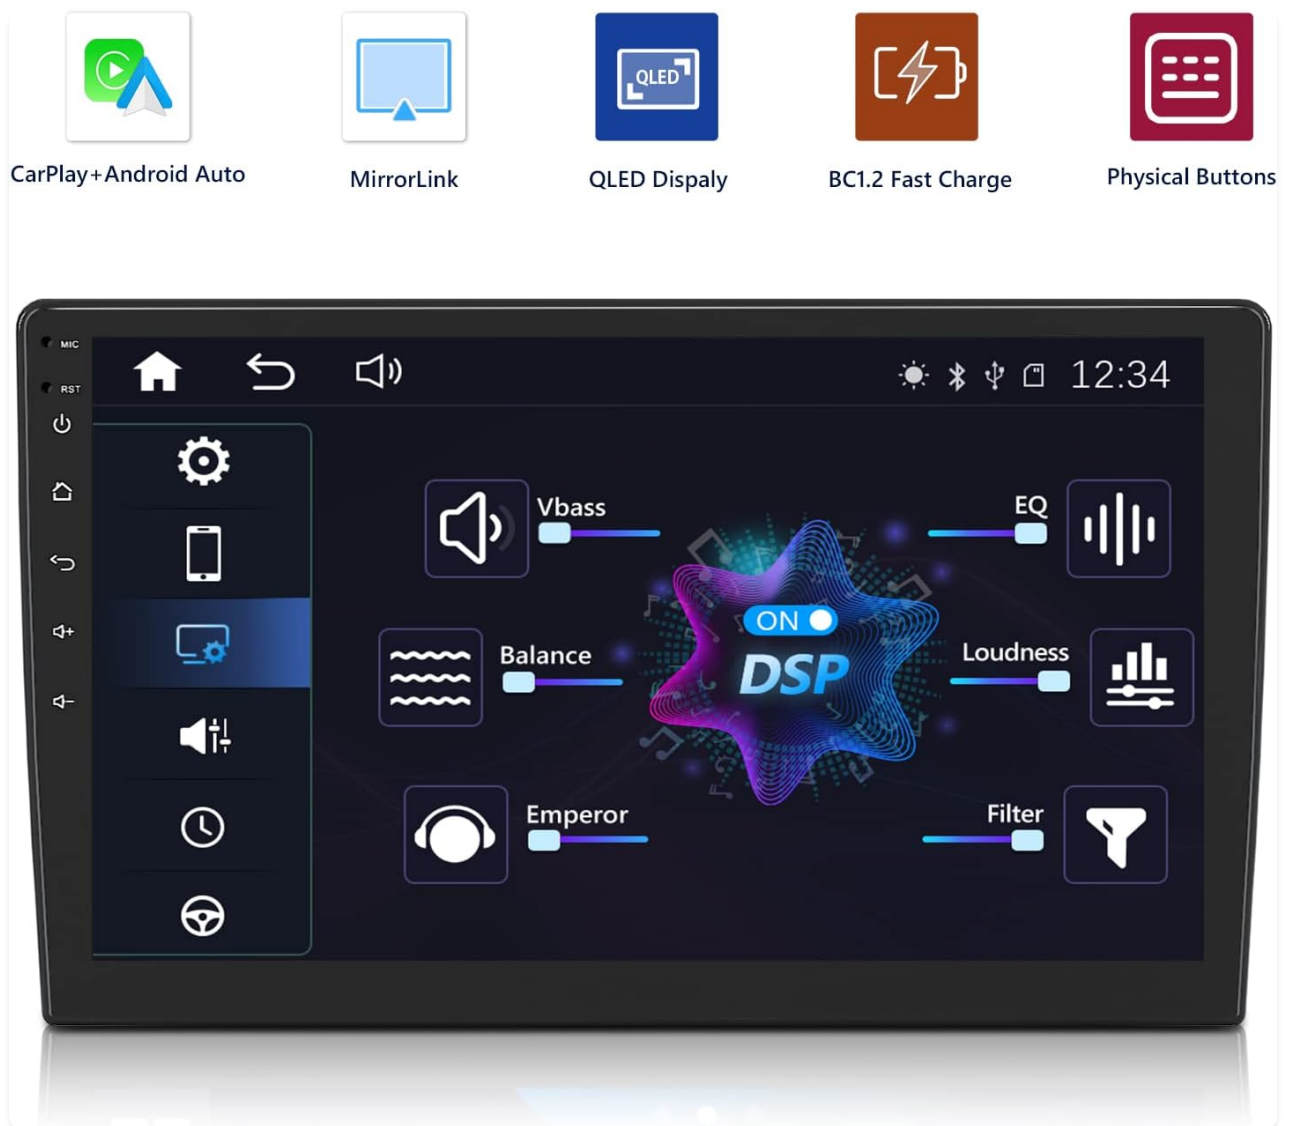 QLED
CarPlay+Android Auto
MirrorLink
QLED Dispaly
BC1.2 Fast Charge
Physical Buttons
MIC
RST
12:34
Vbass
EQ
ON
DSP
Balance
Loudness
Emperor
Filter